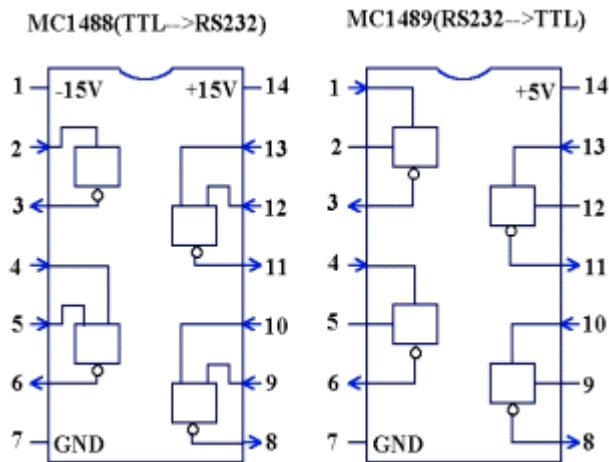 MC1488(TTL-->RS232)
MC1489(RS232-->TTL)
1 -15V +15V 14
2 13
3 12
4 11
5 10
6 9
7 GND 8
1 +5V 14
2 13
3 12
4 11
5 10
6 9
7 GND 8